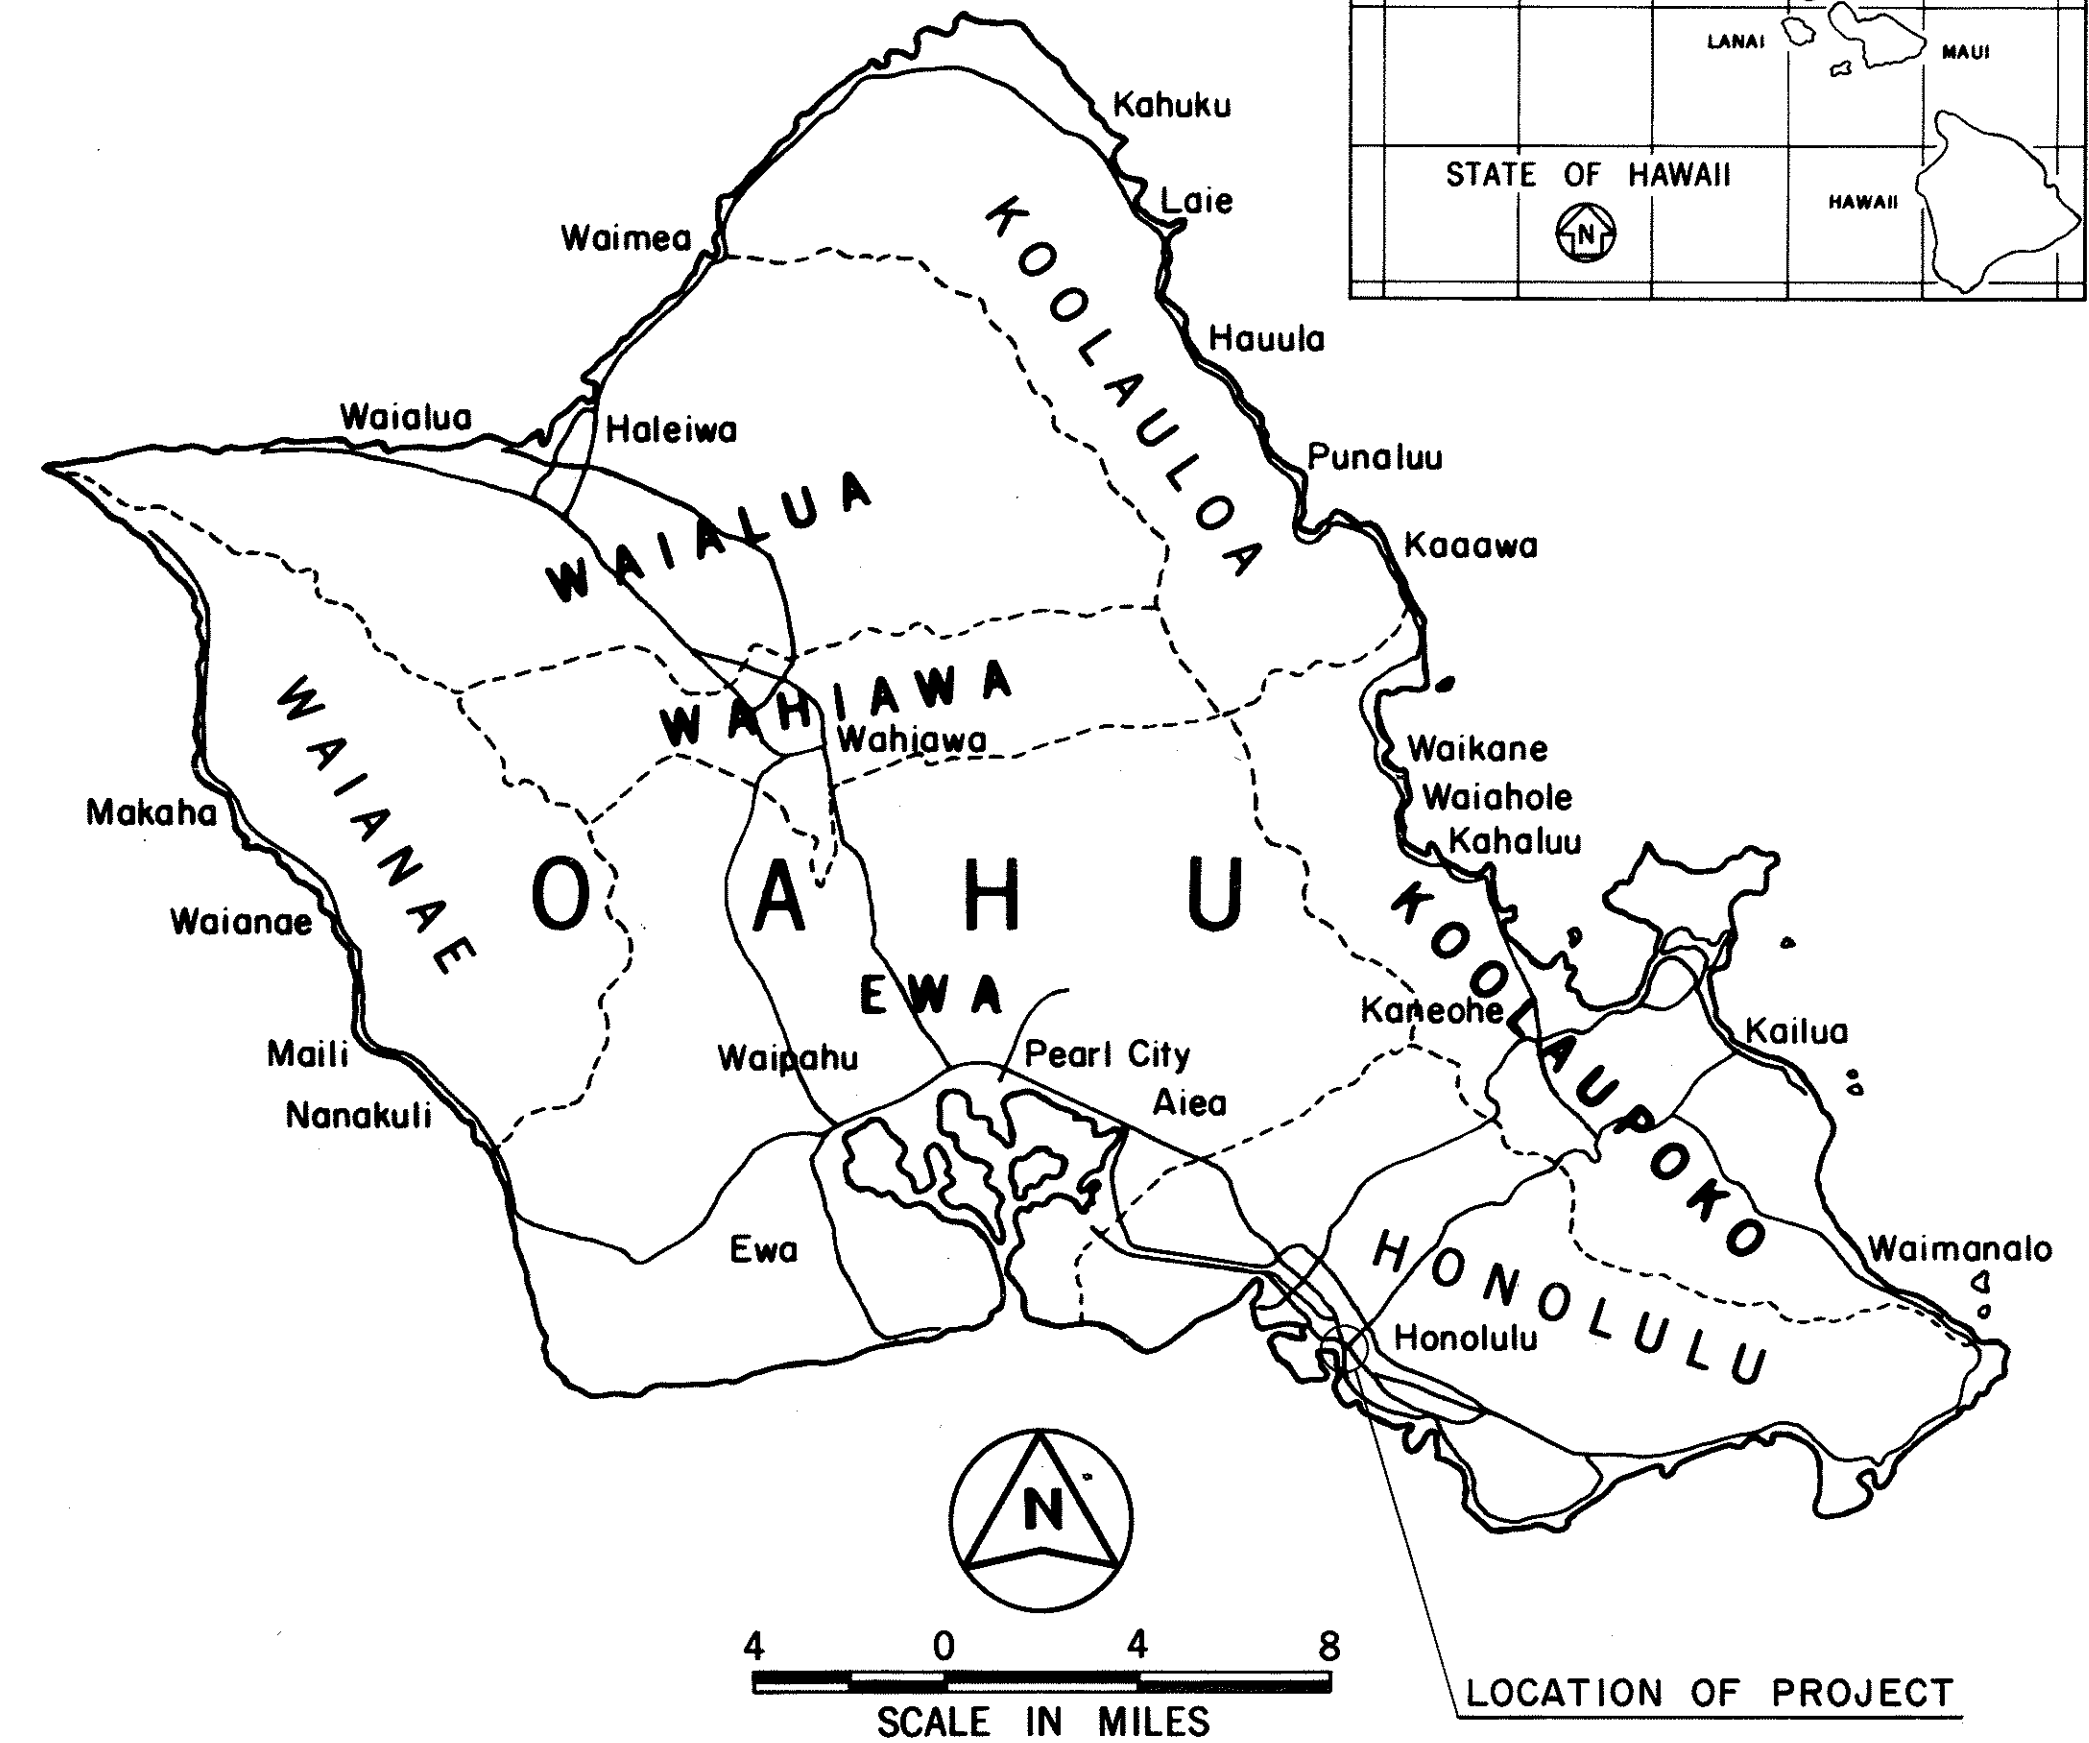 LANAI
MAUI
Kahuku
STATE OF HAWAII
Laie
HAWAII
N
Waimea
KOOLAULOA
Hauula
Waialua
Haleiwa
Punaluu
WAIALUA
Kaaawa
WAHIAWA
Wahiawa
Waikane
WAIANAE
Waiahole
Makaha
Kahaluu
OAHU
Waianae
KOOLAUPOKO
EWA
Kaneohe
Kailua
Maili
Waipahu
Pearl City
Nanakuli
Aiea
Ewa
HONOLULU
Waimanalo
Honolulu
N
4 0 4 8
SCALE IN MILES
LOCATION OF PROJECT